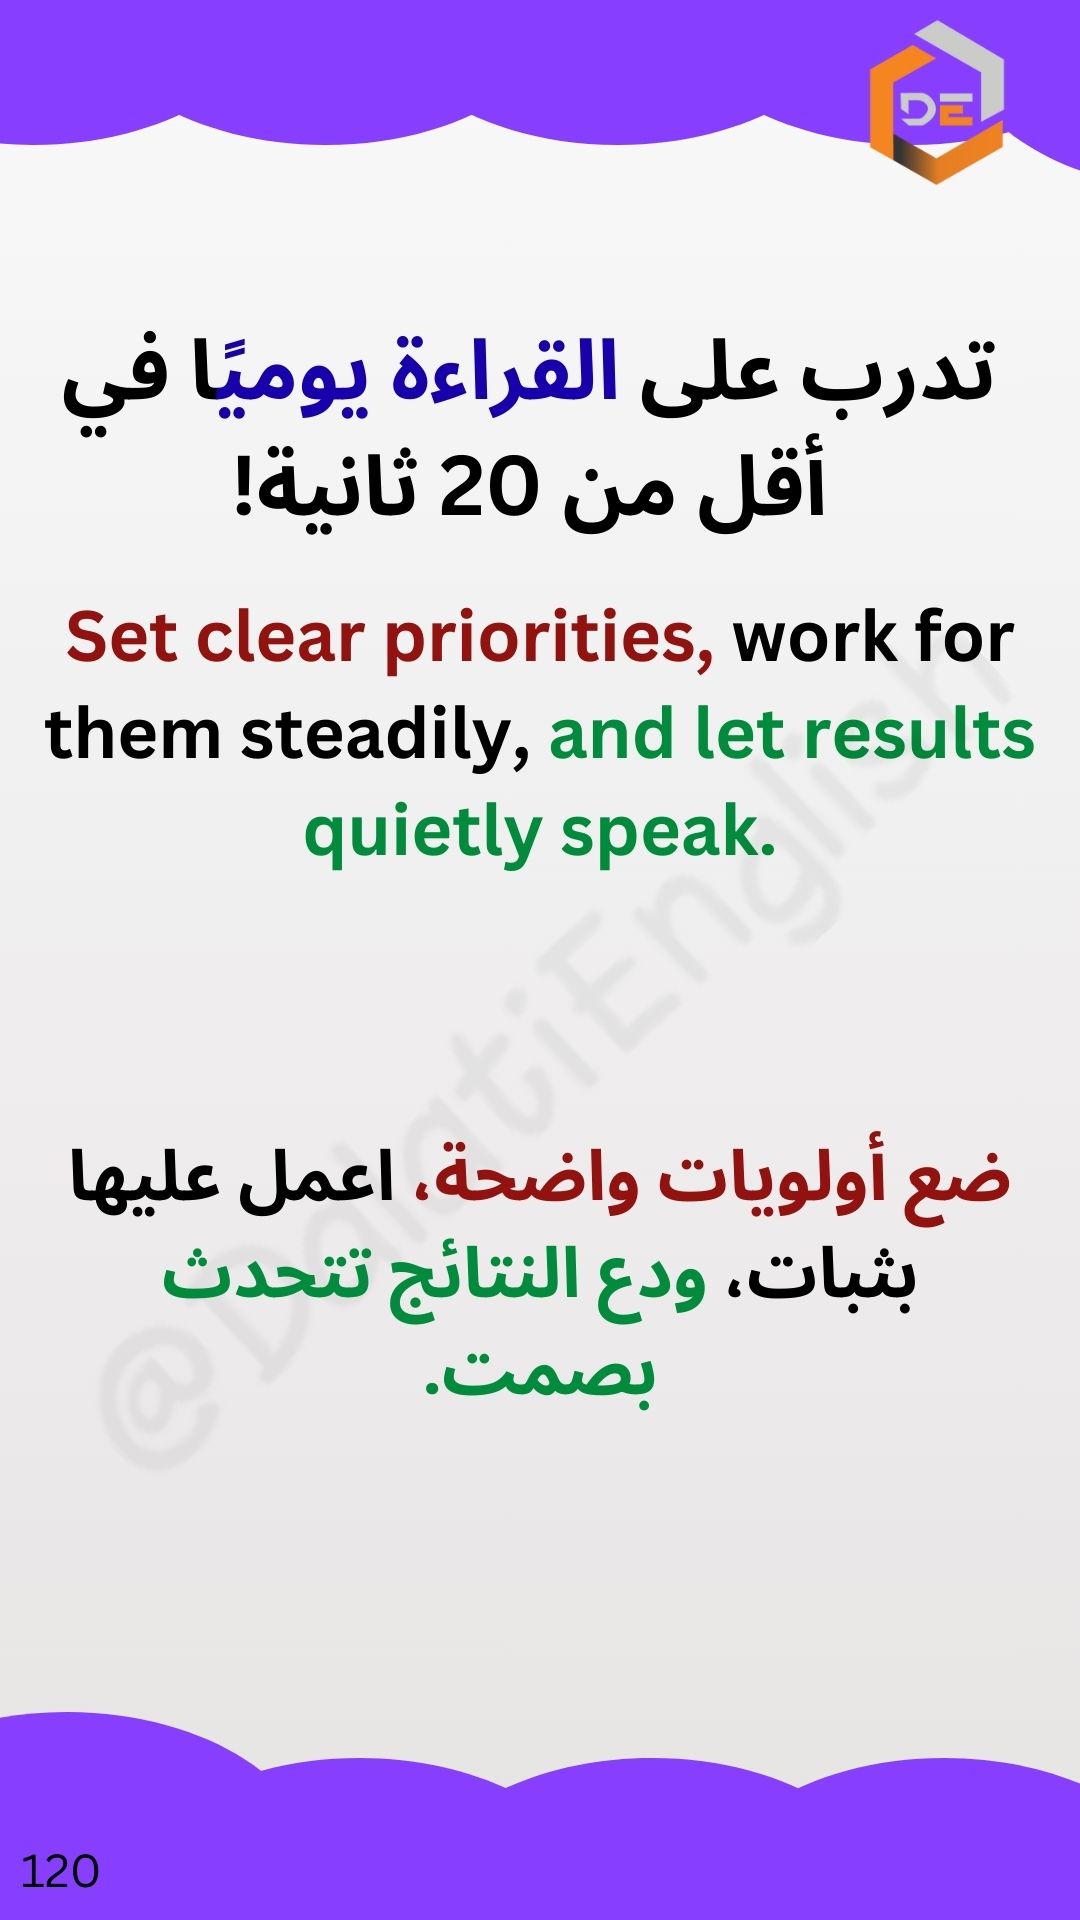 DE
تدرب على القراءة يوميًا في
أقل من 20 ثانية!
Set clear priorities, work for
them steadily, and let results
quietly speak.
ضع أولويات واضحة، اعمل عليها
بثبات، ودع النتائج تتحدث
بصمت.
@DalatiEnglish
120